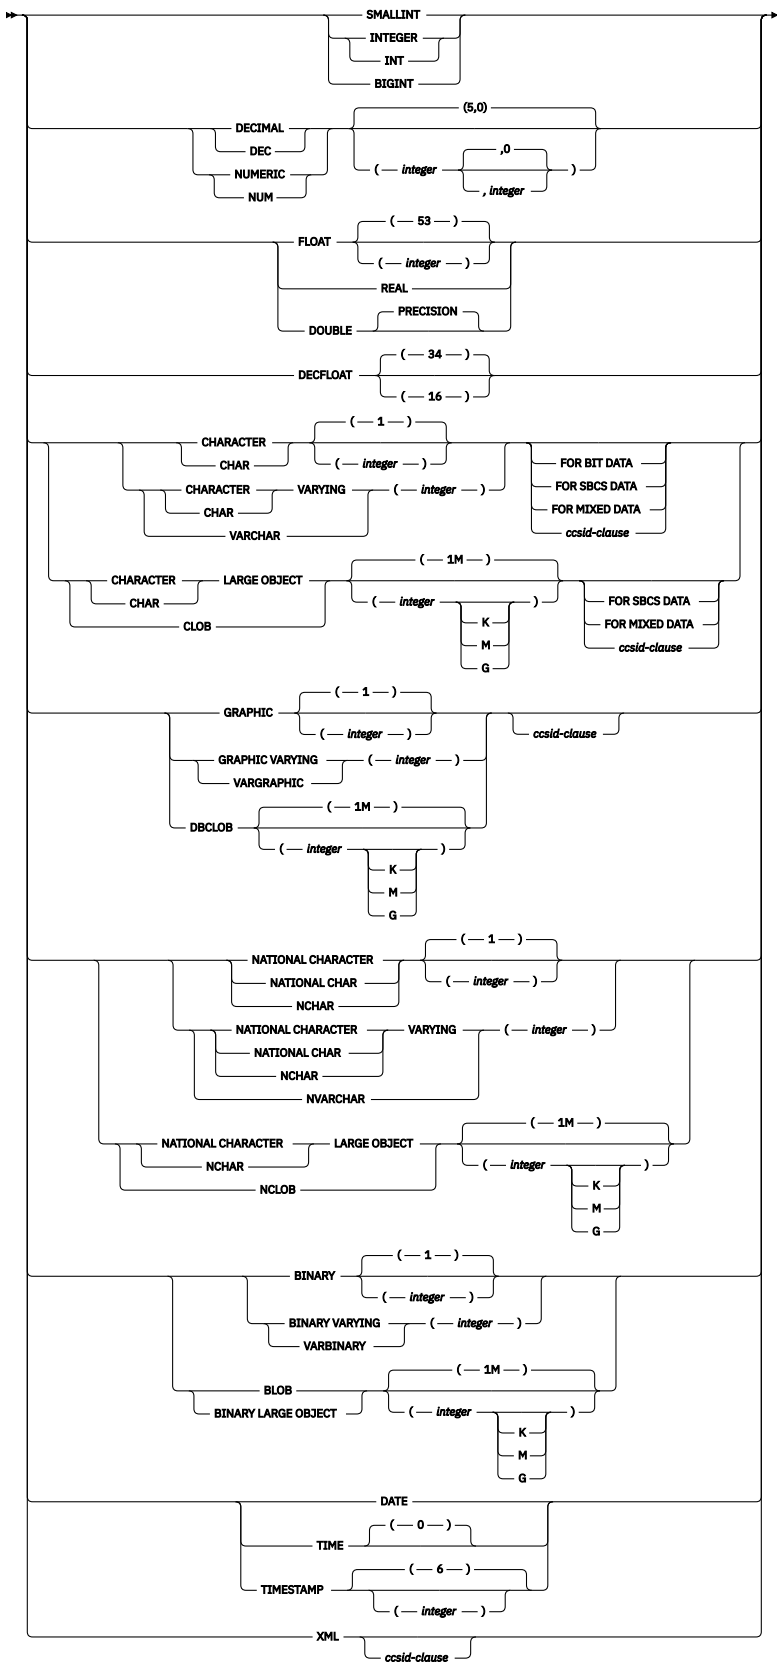 SMALLINT
INTEGER
INT
BIGINT
(5,0)
DECIMAL
DEC
,0
NUMERIC
( integer )
NUM
, integer
( 53 )
FLOAT
( integer )
REAL
PRECISION
DOUBLE
( 34 )
DECFLOAT
( 16 )
( 1 )
CHARACTER
CHAR ( integer ) FOR BIT DATA
CHARACTER VARYING ( integer ) FOR SBCS DATA
CHAR FOR MIXED DATA
VARCHAR ccsid-clause
( 1M )
CHARACTER LARGE OBJECT
CHAR ( integer ) FOR SBCS DATA
CLOB K FOR MIXED DATA
M ccsid-clause
G
( 1 )
GRAPHIC
( integer ) ccsid-clause
GRAPHIC VARYING ( integer )
VARGRAPHIC
( 1M )
DBCLOB
( integer )
K
M
G
( 1 )
NATIONAL CHARACTER
NATIONAL CHAR ( integer )
NCHAR
NATIONAL CHARACTER VARYING ( integer )
NATIONAL CHAR
NCHAR
NVARCHAR
( 1M )
NATIONAL CHARACTER LARGE OBJECT
NCHAR ( integer )
NCLOB K
M
G
( 1 )
BINARY
( integer )
BINARY VARYING ( integer )
VARBINARY
( 1M )
BLOB
BINARY LARGE OBJECT ( integer )
K
M
G
DATE
( 0 )
TIME
( 6 )
TIMESTAMP
( integer )
XML
ccsid-clause